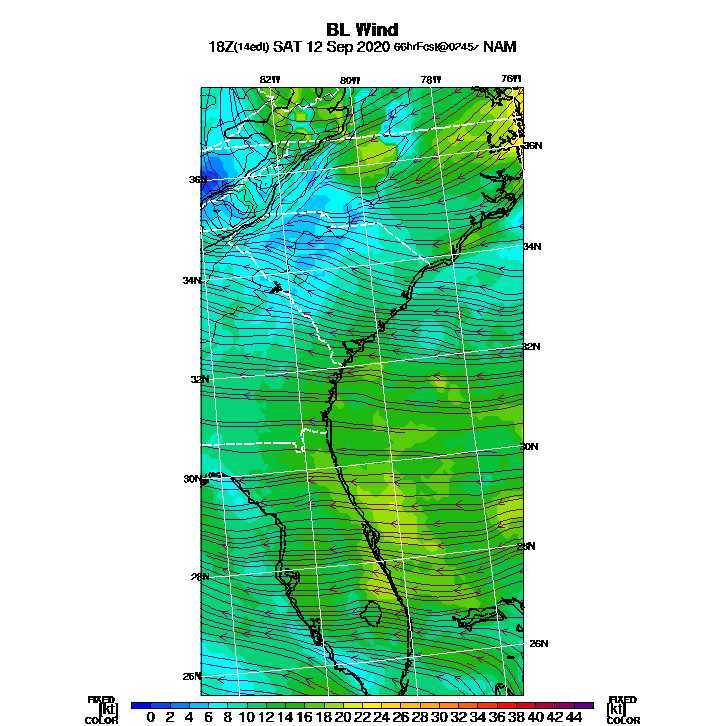 BL Wind
18Z(14edt) SAT 12 Sep 2020 66hrFcst@0245z NAM
82W 80W 78W 76W
36N
36N
34N
34N
32N
32N
30N
30N
28N
28N
26N
26N
FIXED FIXED
[kt] 0 2 4 6 8 10 12 14 16 18 20 22 24 26 28 30 32 34 36 38 40 42 44 [kt]
COLOR COLOR